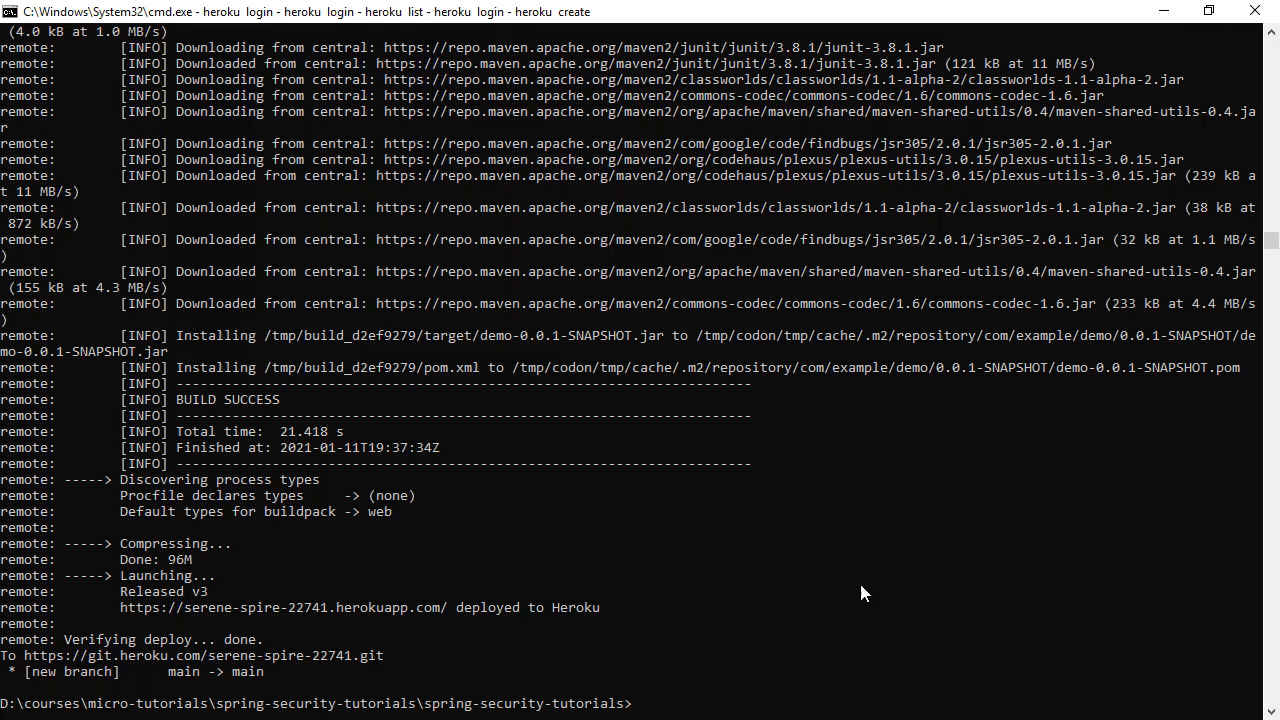 C:\Windows\System32\cmd.exe - heroku  login - heroku  login - heroku  list - heroku  login - heroku  create
 (4.0 kB at 1.0 MB/s)
remote:        [INFO] Downloading from central: https://repo.maven.apache.org/maven2/junit/junit/3.8.1/junit-3.8.1.jar
remote:        [INFO] Downloaded from central: https://repo.maven.apache.org/maven2/junit/junit/3.8.1/junit-3.8.1.jar (121 kB at 11 MB/s)
remote:        [INFO] Downloading from central: https://repo.maven.apache.org/maven2/classworlds/classworlds/1.1-alpha-2/classworlds-1.1-alpha-2.jar
remote:        [INFO] Downloading from central: https://repo.maven.apache.org/maven2/commons-codec/commons-codec/1.6/commons-codec-1.6.jar
remote:        [INFO] Downloading from central: https://repo.maven.apache.org/maven2/org/apache/maven/shared/maven-shared-utils/0.4/maven-shared-utils-0.4.ja
r
remote:        [INFO] Downloading from central: https://repo.maven.apache.org/maven2/com/google/code/findbugs/jsr305/2.0.1/jsr305-2.0.1.jar
remote:        [INFO] Downloading from central: https://repo.maven.apache.org/maven2/org/codehaus/plexus/plexus-utils/3.0.15/plexus-utils-3.0.15.jar
remote:        [INFO] Downloaded from central: https://repo.maven.apache.org/maven2/org/codehaus/plexus/plexus-utils/3.0.15/plexus-utils-3.0.15.jar (239 kB a
t 11 MB/s)
remote:        [INFO] Downloaded from central: https://repo.maven.apache.org/maven2/classworlds/classworlds/1.1-alpha-2/classworlds-1.1-alpha-2.jar (38 kB at
 872 kB/s)
remote:        [INFO] Downloaded from central: https://repo.maven.apache.org/maven2/com/google/code/findbugs/jsr305/2.0.1/jsr305-2.0.1.jar (32 kB at 1.1 MB/s
)
remote:        [INFO] Downloaded from central: https://repo.maven.apache.org/maven2/org/apache/maven/shared/maven-shared-utils/0.4/maven-shared-utils-0.4.jar
 (155 kB at 4.3 MB/s)
remote:        [INFO] Downloaded from central: https://repo.maven.apache.org/maven2/commons-codec/commons-codec/1.6/commons-codec-1.6.jar (233 kB at 4.4 MB/s
)
remote:        [INFO] Installing /tmp/build_d2ef9279/target/demo-0.0.1-SNAPSHOT.jar to /tmp/codon/tmp/cache/.m2/repository/com/example/demo/0.0.1-SNAPSHOT/de
mo-0.0.1-SNAPSHOT.jar
remote:        [INFO] Installing /tmp/build_d2ef9279/pom.xml to /tmp/codon/tmp/cache/.m2/repository/com/example/demo/0.0.1-SNAPSHOT/demo-0.0.1-SNAPSHOT.pom
remote:        [INFO] ------------------------------------------------------------------------
remote:        [INFO] BUILD SUCCESS
remote:        [INFO] ------------------------------------------------------------------------
remote:        [INFO] Total time:  21.418 s
remote:        [INFO] Finished at: 2021-01-11T19:37:34Z
remote:        [INFO] ------------------------------------------------------------------------
remote: -----> Discovering process types
remote:        Procfile declares types     -> (none)
remote:        Default types for buildpack -> web
remote:
remote: -----> Compressing...
remote:        Done: 96M
remote: -----> Launching...
remote:        Released v3
remote:        https://serene-spire-22741.herokuapp.com/ deployed to Heroku
remote:
remote: Verifying deploy... done.
To https://git.heroku.com/serene-spire-22741.git
 * [new branch]      main -> main
D:\courses\micro-tutorials\spring-security-tutorials\spring-security-tutorials>